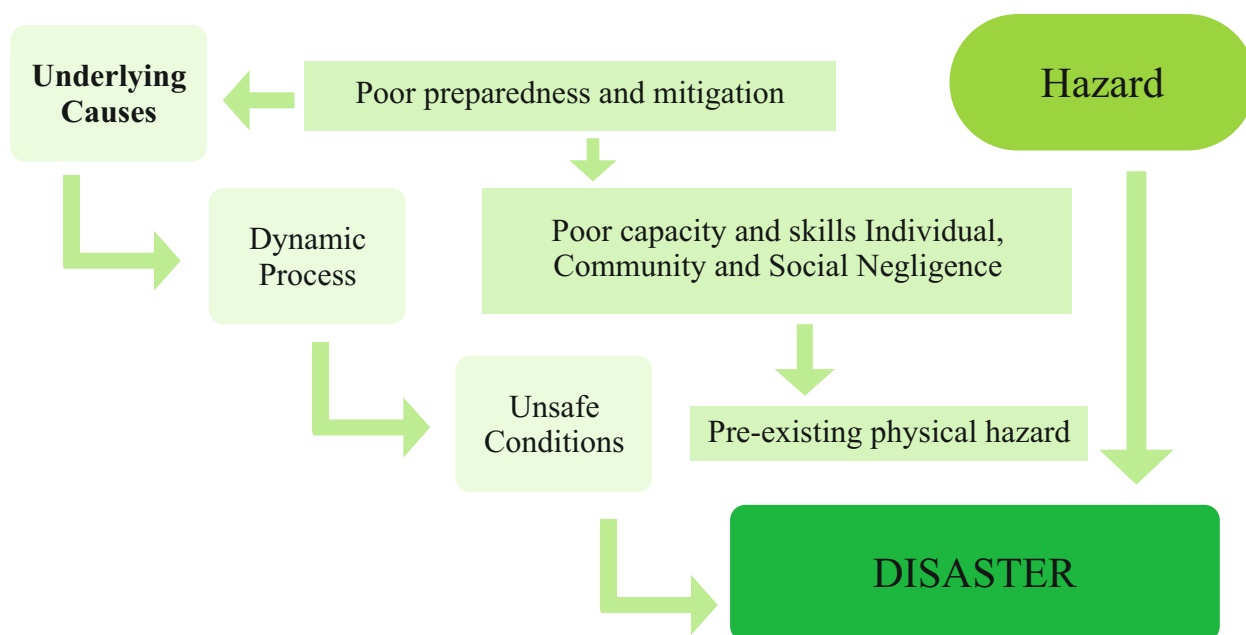 Underlying
Causes
Poor preparedness and mitigation
Hazard
Dynamic
Process
Poor capacity and skills Individual,
Community and Social Negligence
Unsafe
Conditions
Pre-existing physical hazard
DISASTER